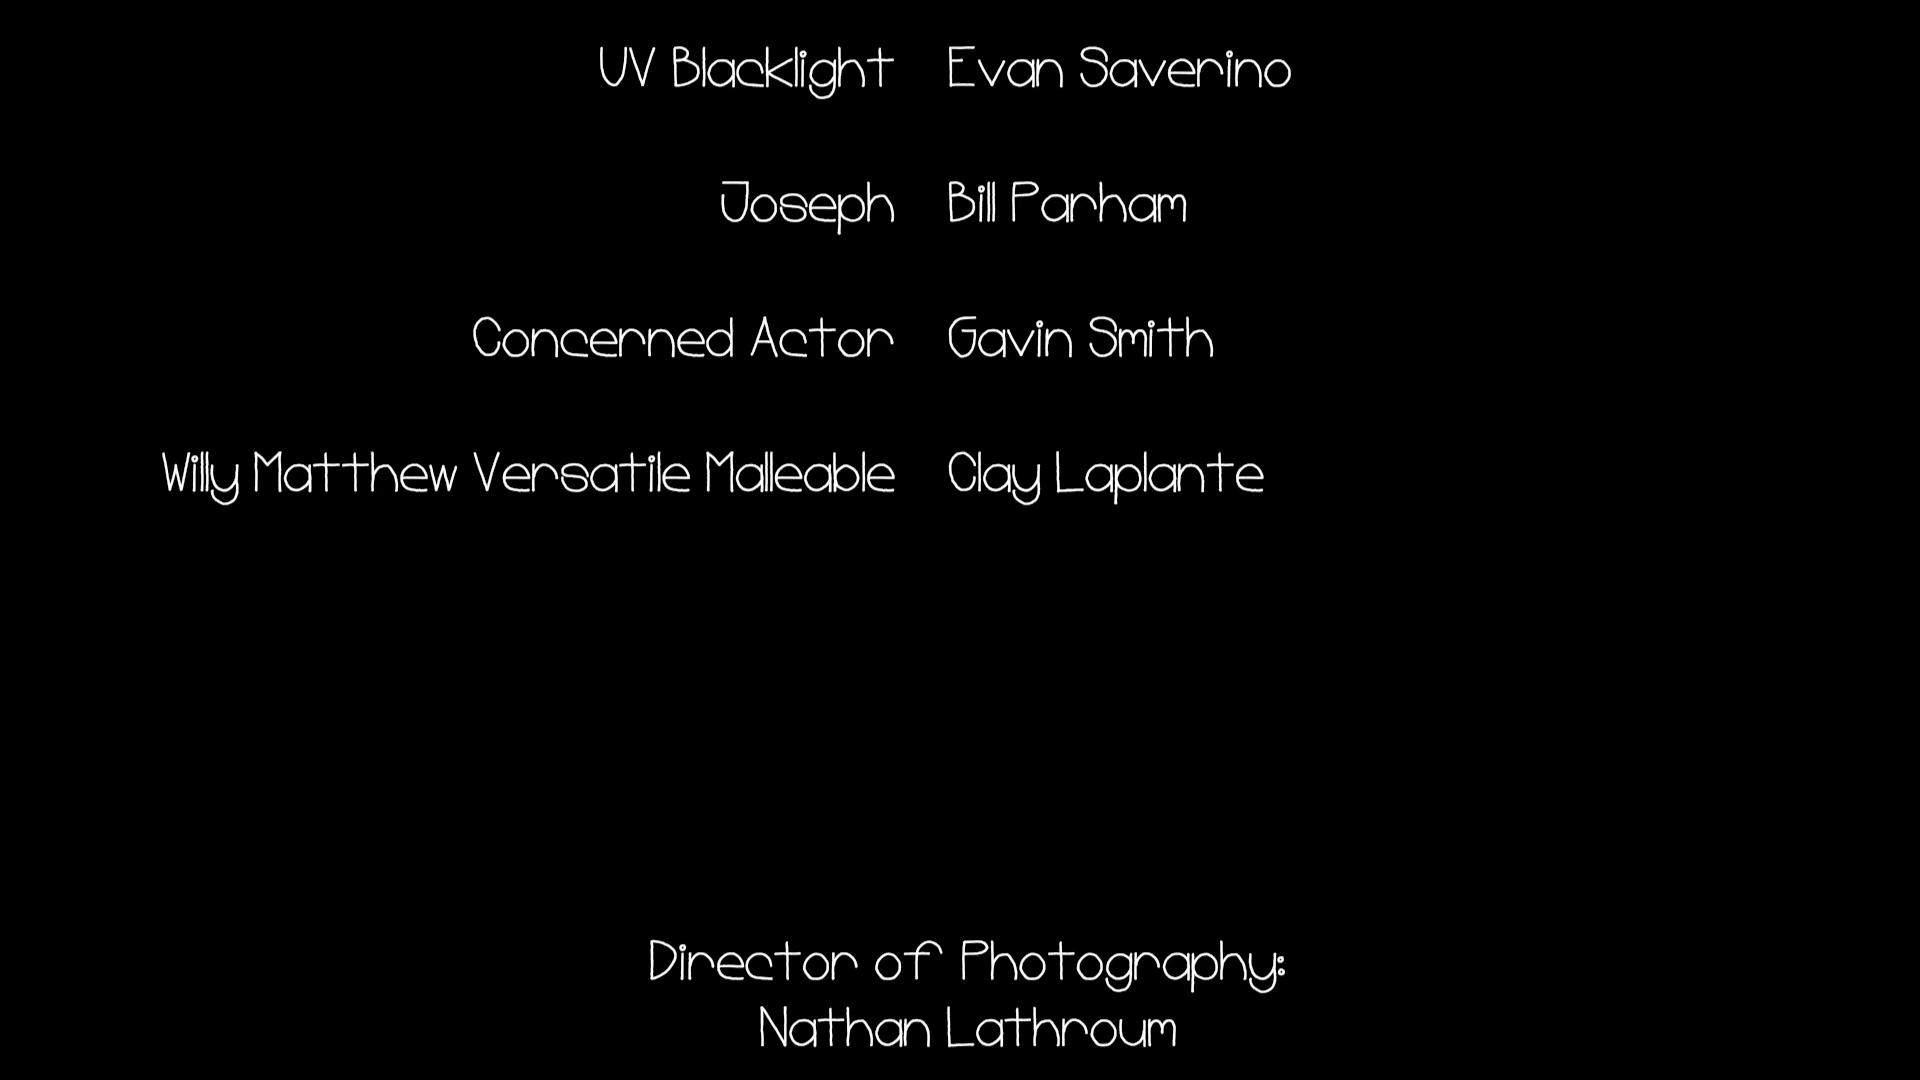 UV Blacklight Evan Saverino
Joseph Bill Parham
Concerned Actor Gavin Smith
Willy Matthew Versatile Malleable Clay Laplante
Director of Photography:
Nathan Lathroum